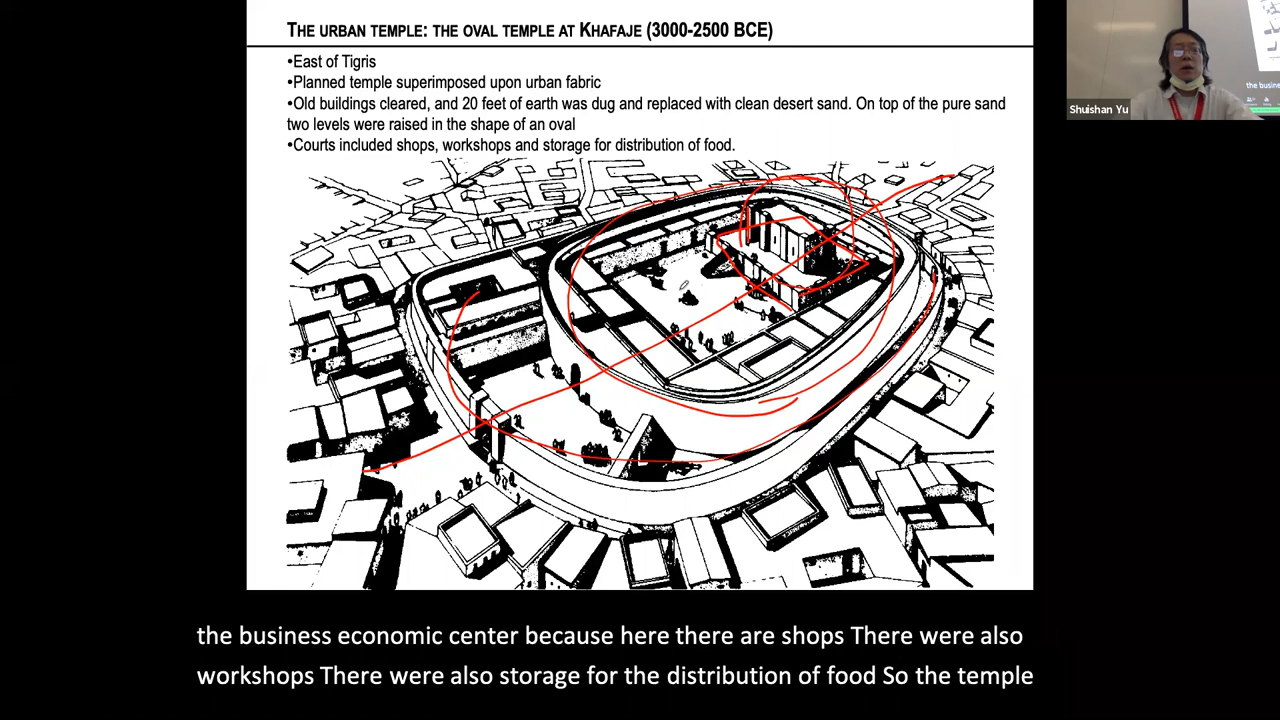 THE URBAN TEMPLE: THE OVAL TEMPLE AT KHAFAJE (3000-2500 BCE)
•East of Tigris
•Planned temple superimposed upon urban fabric
•Old buildings cleared, and 20 feet of earth was dug and replaced with clean desert sand. On top of the pure sand
two levels were raised in the shape of an oval
•Courts included shops, workshops and storage for distribution of food.
Shuishan Yu
the busines
the business economic center because here there are shops There were also
workshops There were also storage for the distribution of food So the temple